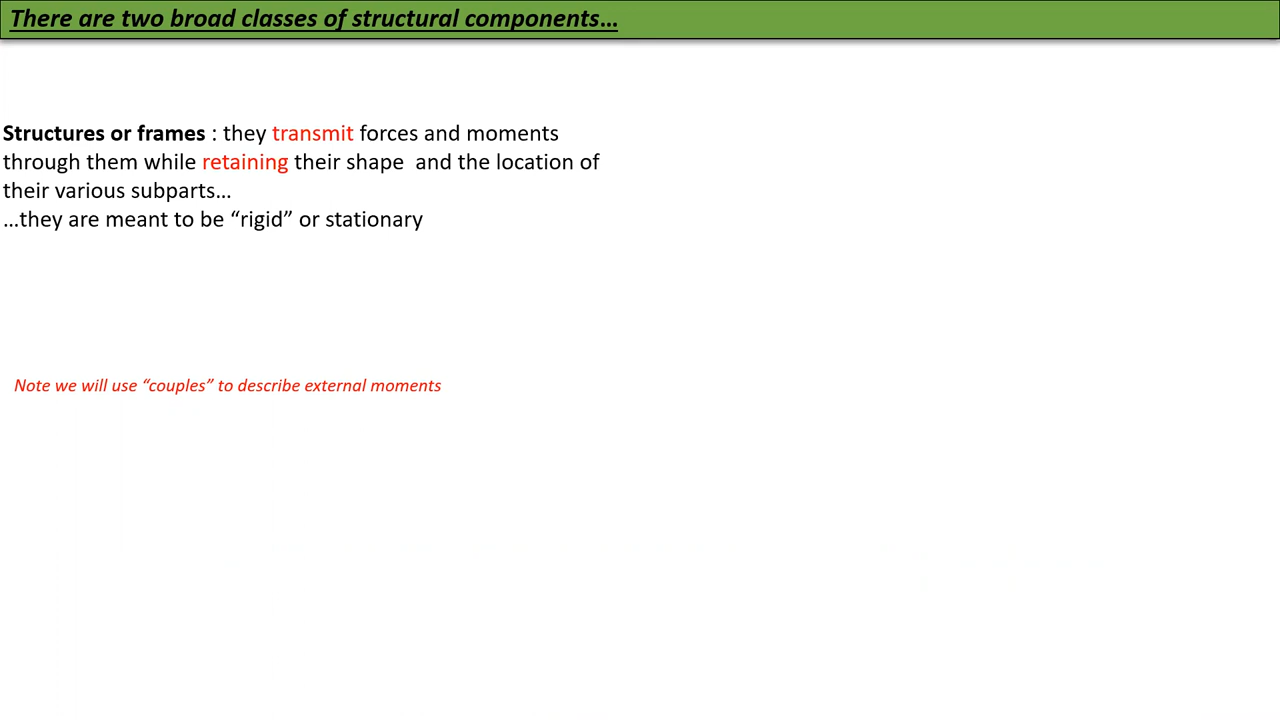 There are two broad classes of structural components…
Structures or frames : they transmit forces and moments
through them while retaining their shape  and the location of
their various subparts…
…they are meant to be “rigid” or stationary
Note we will use “couples” to describe external moments